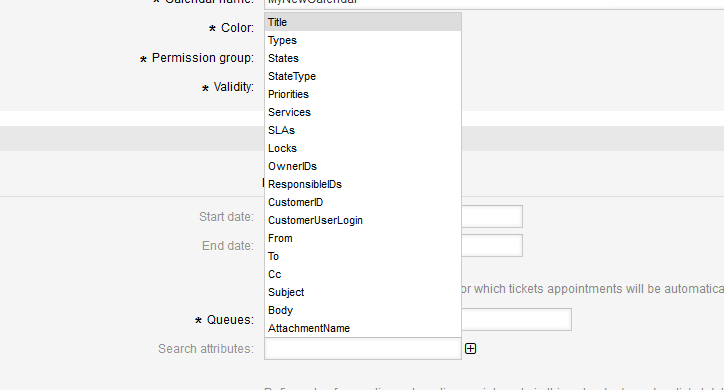 Calendar name: MyNewCalendar
* Color:
* Permission group:
* Validity:
Title
Types
States
StateType
Priorities
Services
SLAs
Locks
OwnerIDs
ResponsibleIDs
CustomerID
CustomerUserLogin
From
To
Cc
Subject
Body
AttachmentName
Start date:
End date:
or which tickets appointments will be automatica
* Queues:
Search attributes: